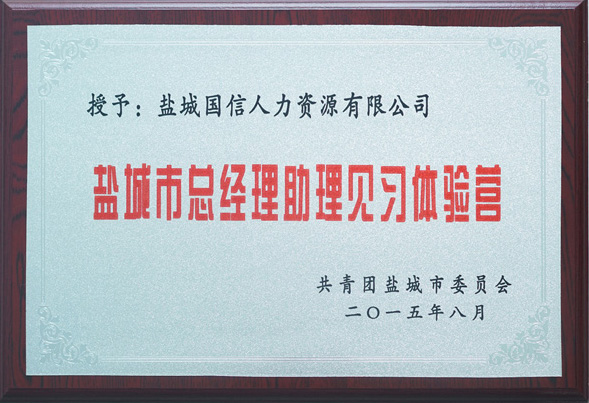 授予：盐城国信人力资源有限公司
盐城市总经理助理见习体验营
共青团盐城市委员会
二〇一五年八月